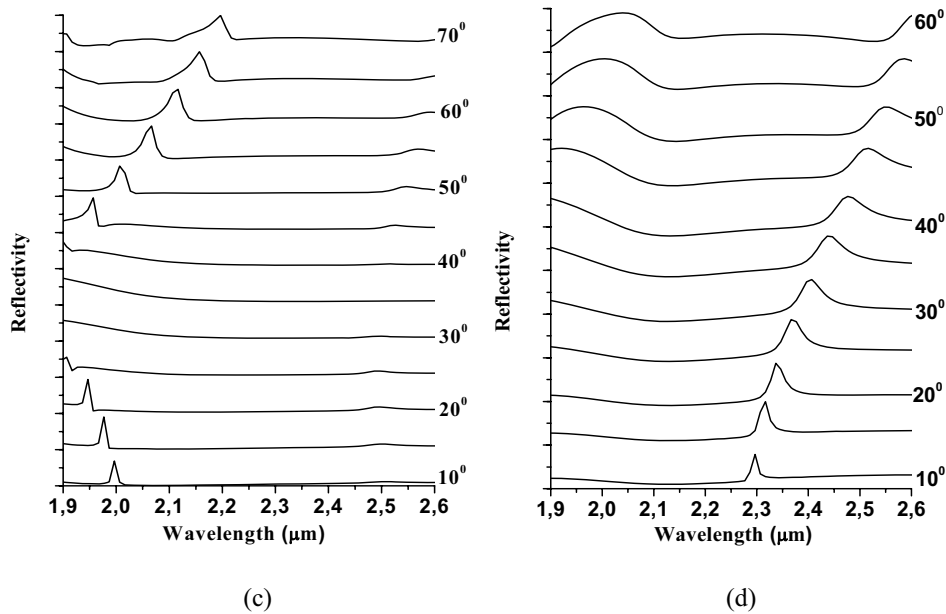 Reflectivity
70⁰
60⁰
50⁰
40⁰
30⁰
20⁰
10⁰
1,9 2,0 2,1 2,2 2,3 2,4 2,5 2,6
Wavelength (μm)
(c)
Reflectivity
60⁰
50⁰
40⁰
30⁰
20⁰
10⁰
1,9 2,0 2,1 2,2 2,3 2,4 2,5 2,6
Wavelength (μm)
(d)